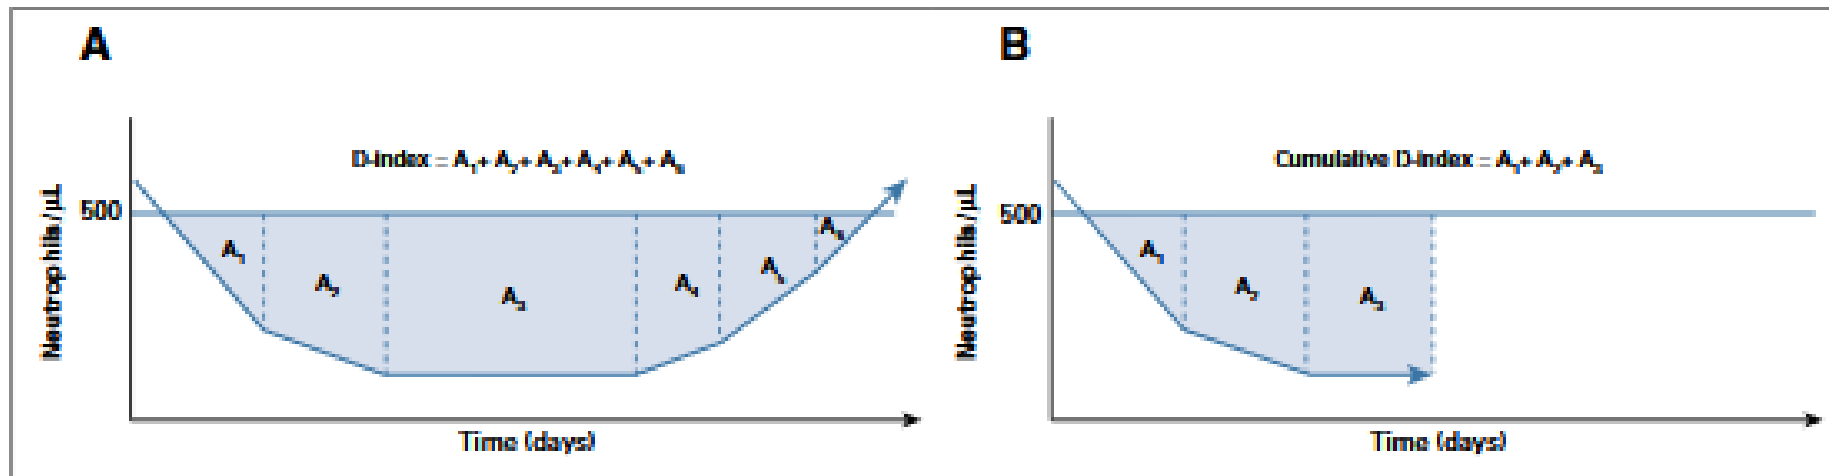 A
D-index = A₁+ A₂+ A₃+ A₄+ A₅+ A₆
Neutrophils/µL
500
A₁
A₂
A₃
A₄
A₅
A₆
Time (days)
B
Cumulative D-index = A₁+ A₂+ A₃
Neutrophils/µL
500
A₁
A₂
A₃
Time (days)